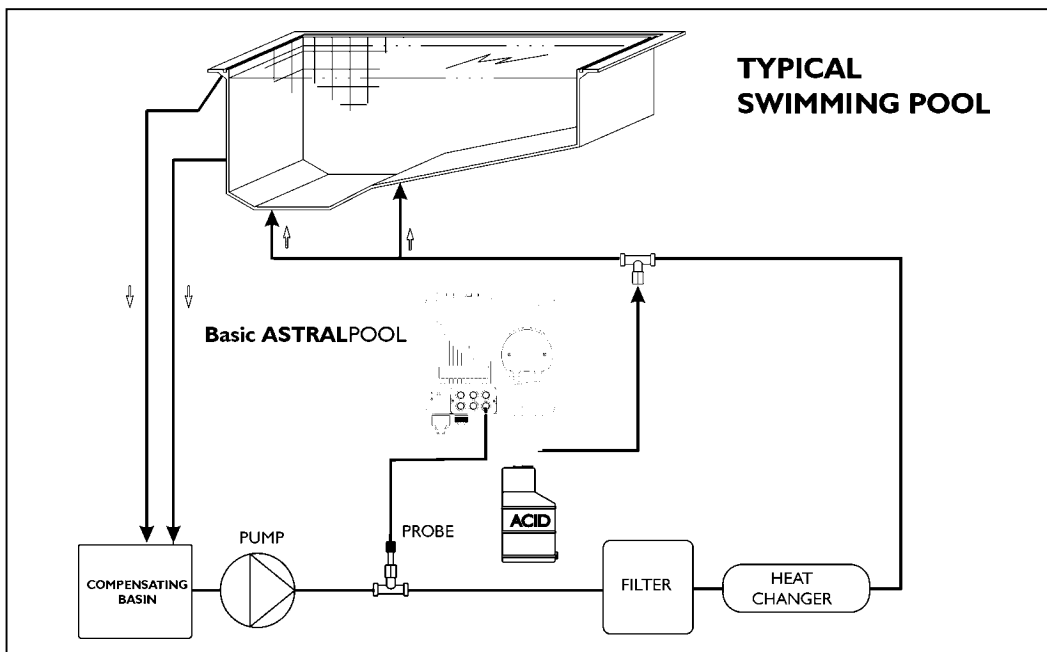 TYPICAL
SWIMMING POOL
Basic ASTRALPOOL
ACID
PROBE
PUMP
COMPENSATING
BASIN
FILTER
HEAT
CHANGER